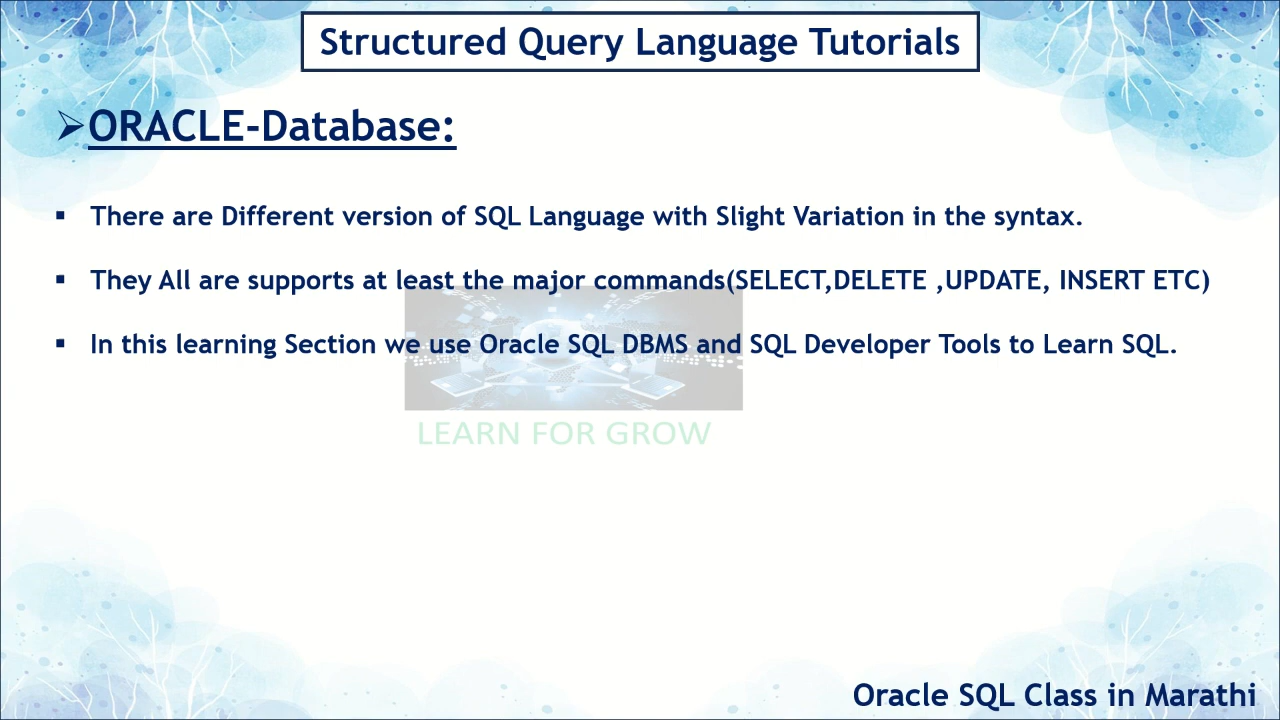 Structured Query Language Tutorials
➢ORACLE-Database:
▪ There are Different version of SQL Language with Slight Variation in the syntax.
▪ They All are supports at least the major commands(SELECT,DELETE ,UPDATE, INSERT ETC)
▪ In this learning Section we use Oracle SQL DBMS and SQL Developer Tools to Learn SQL.
LEARN FOR GROW
Oracle SQL Class in Marathi